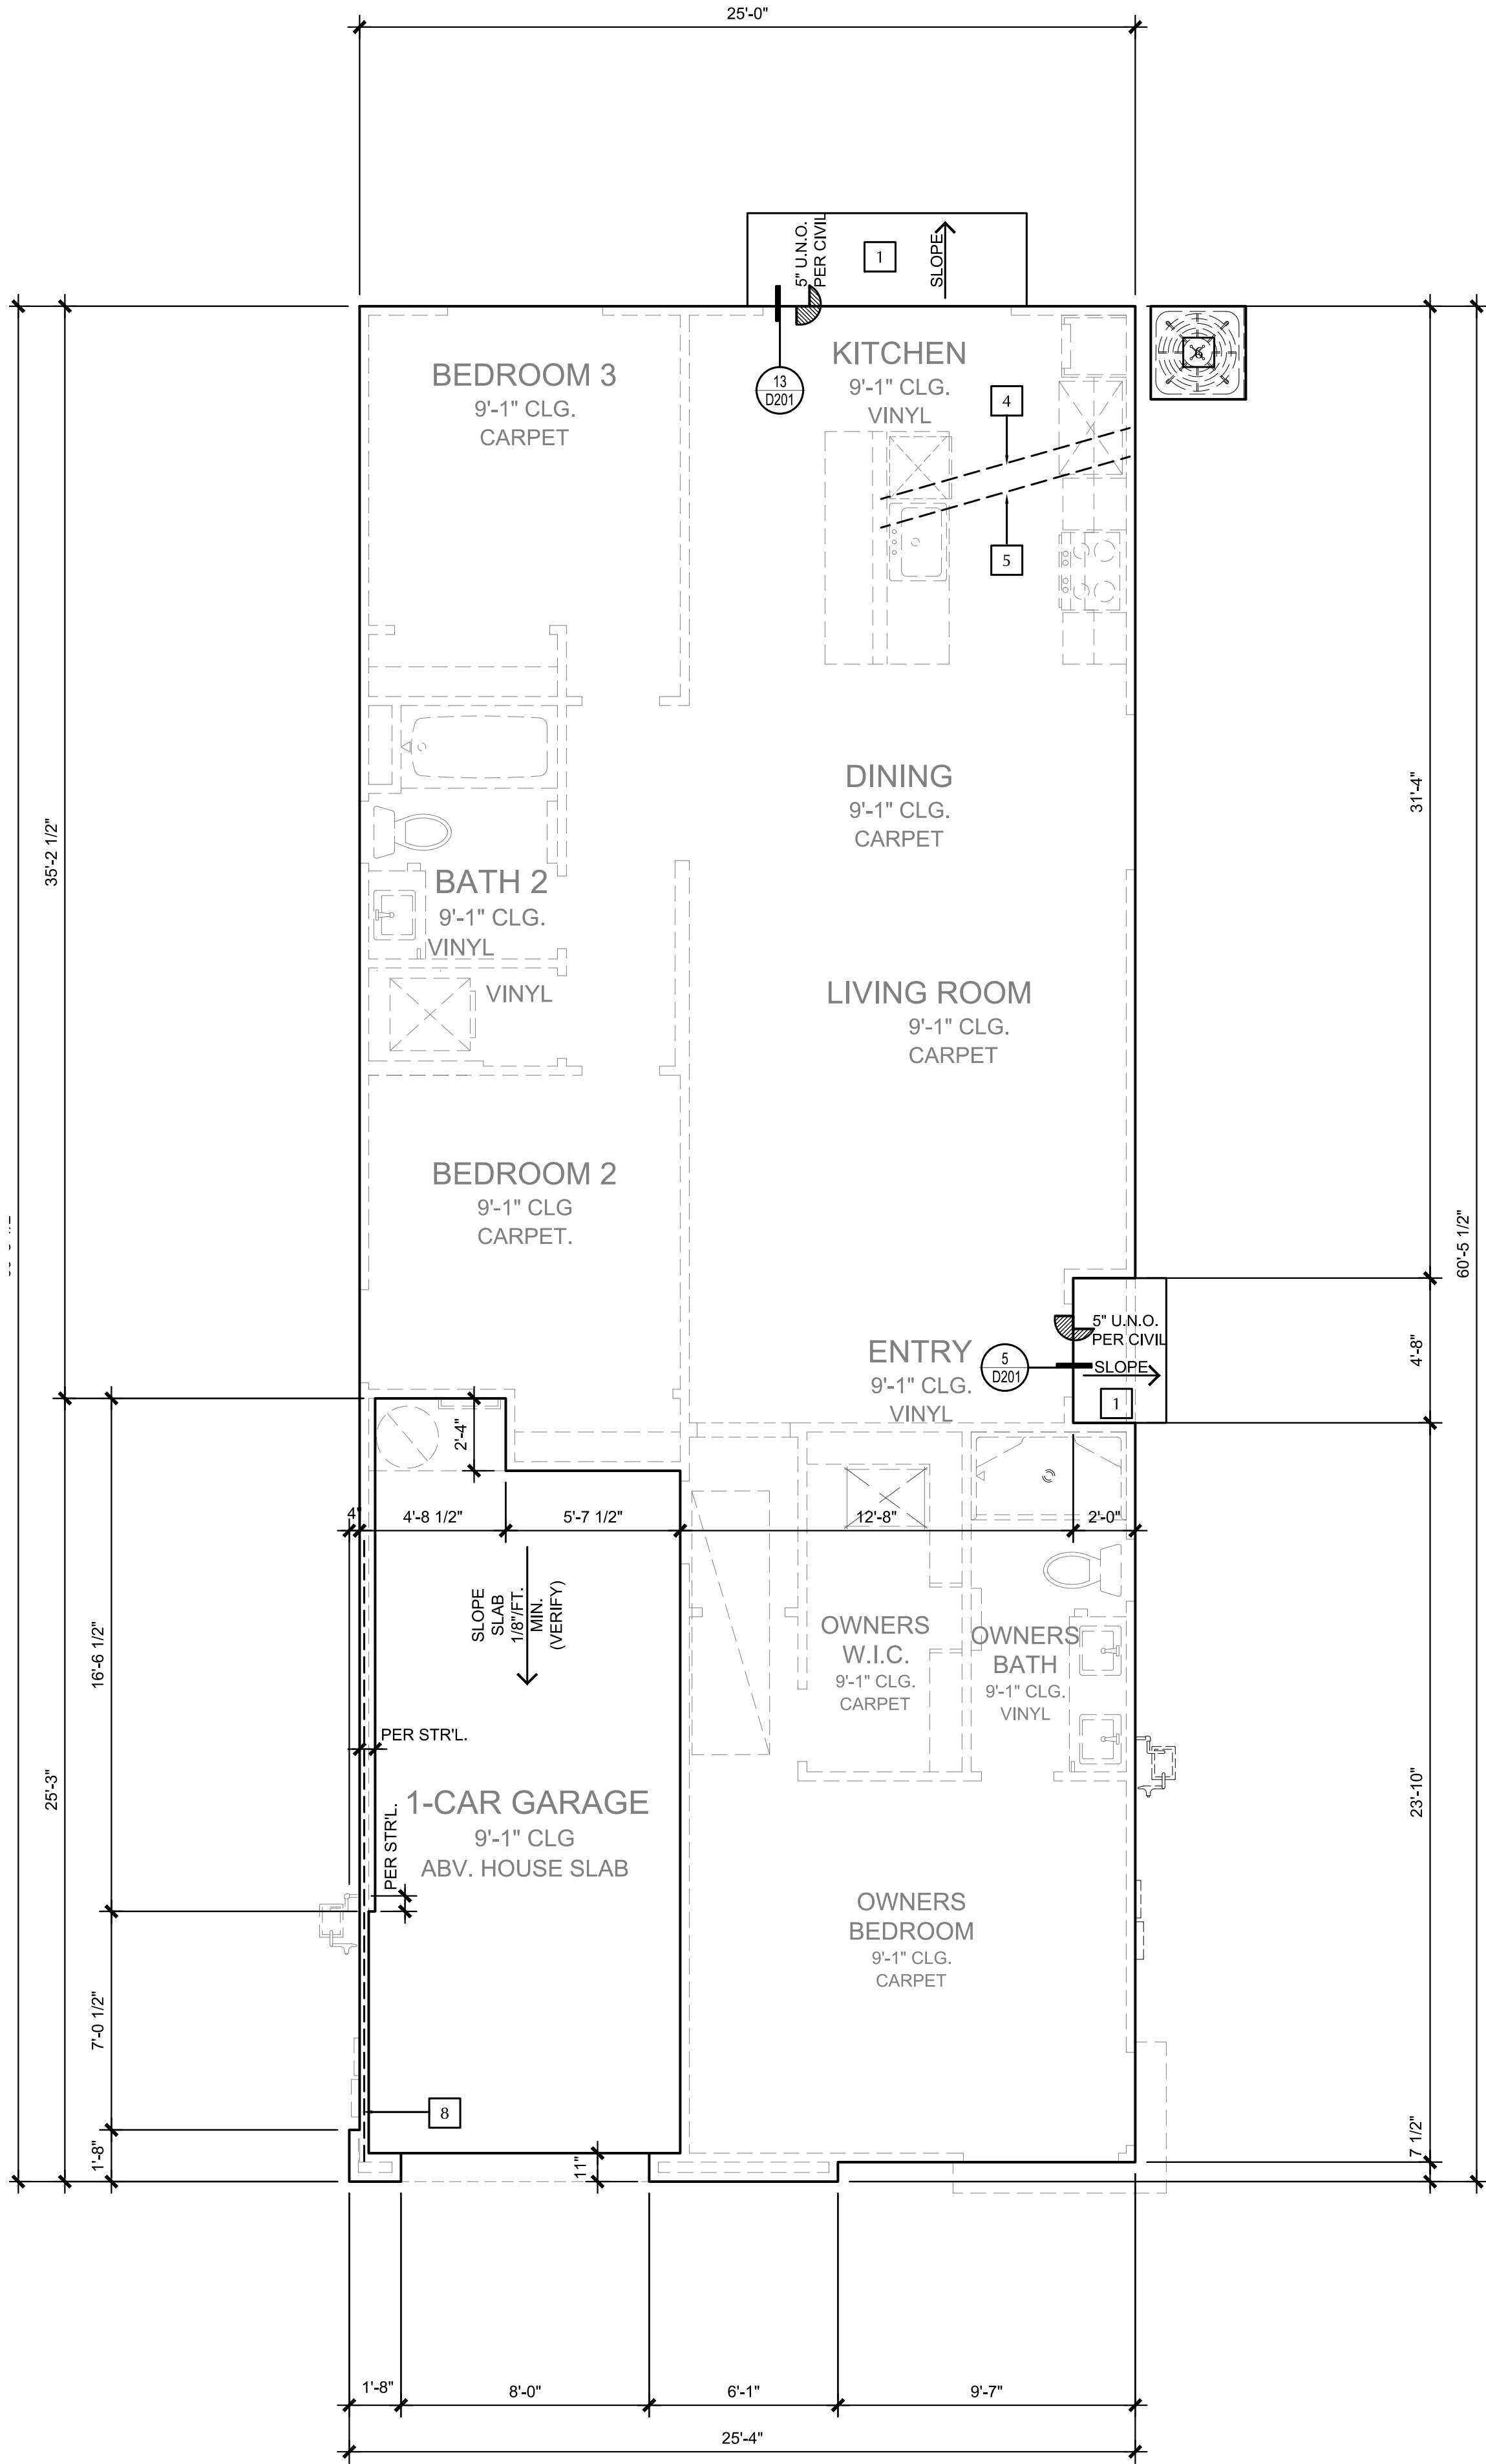 25'-0"
5" U.N.O.
PER CIVIL
1
SLOPE
KITCHEN
9'-1" CLG.
VINYL
BEDROOM 3
9'-1" CLG.
CARPET
13
D201
4
5
35'-2 1/2"
31'-4"
DINING
9'-1" CLG.
CARPET
BATH 2
9'-1" CLG.
VINYL
VINYL
LIVING ROOM
9'-1" CLG.
CARPET
BEDROOM 2
9'-1" CLG
CARPET.
60'-5 1/2"
5" U.N.O.
PER CIVIL
SLOPE
1
4'-8"
ENTRY
9'-1" CLG.
VINYL
5
D201
2'-4"
4"
4'-8 1/2"
5'-7 1/2"
12'-8"
2'-0"
SLOPE
SLAB
1/8"/FT.
MIN.
(VERIFY)
16'-6 1/2"
OWNERS
W.I.C.
9'-1" CLG.
CARPET
OWNERS
BATH
9'-1" CLG.
VINYL
PER STR'L.
25'-3"
1-CAR GARAGE
9'-1" CLG
ABV. HOUSE SLAB
PER STR'L.
23'-10"
OWNERS
BEDROOM
9'-1" CLG.
CARPET
7'-0 1/2"
8
1'-8"
11"
7 1/2"
1'-8"
8'-0"
6'-1"
9'-7"
25'-4"